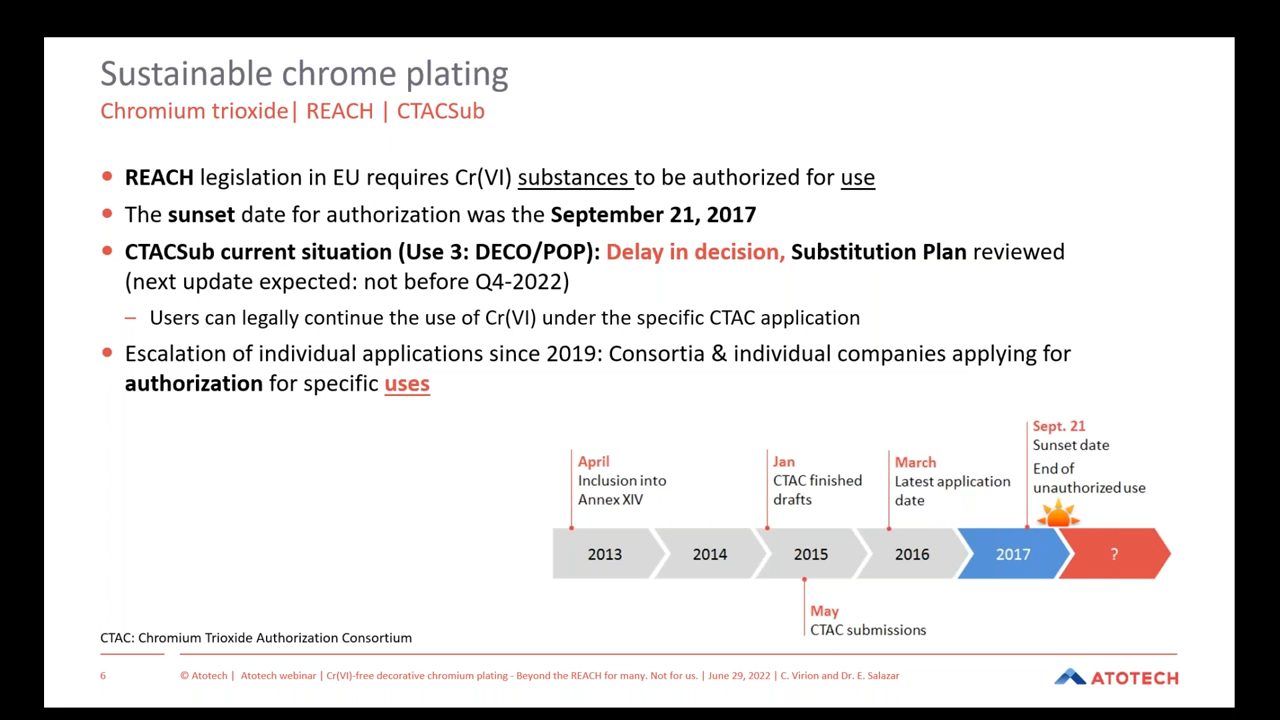 Sustainable chrome plating
Chromium trioxide| REACH | CTACSub
• REACH legislation in EU requires Cr(VI) substances to be authorized for use
• The sunset date for authorization was the September 21, 2017
• CTACSub current situation (Use 3: DECO/POP): Delay in decision, Substitution Plan reviewed
(next update expected: not before Q4-2022)
– Users can legally continue the use of Cr(VI) under the specific CTAC application
• Escalation of individual applications since 2019: Consortia & individual companies applying for
authorization for specific uses
April
Inclusion into
Annex XIV
Jan
CTAC finished
drafts
March
Latest application
date
Sept. 21
Sunset date
End of
unauthorized use
2013
2014
2015
2016
2017
?
May
CTAC submissions
CTAC: Chromium Trioxide Authorization Consortium
6
© Atotech | Atotech webinar | Cr(VI)-free decorative chromium plating - Beyond the REACH for many. Not for us. | June 29, 2022 | C. Virion and Dr. E. Salazar
ATOTECH